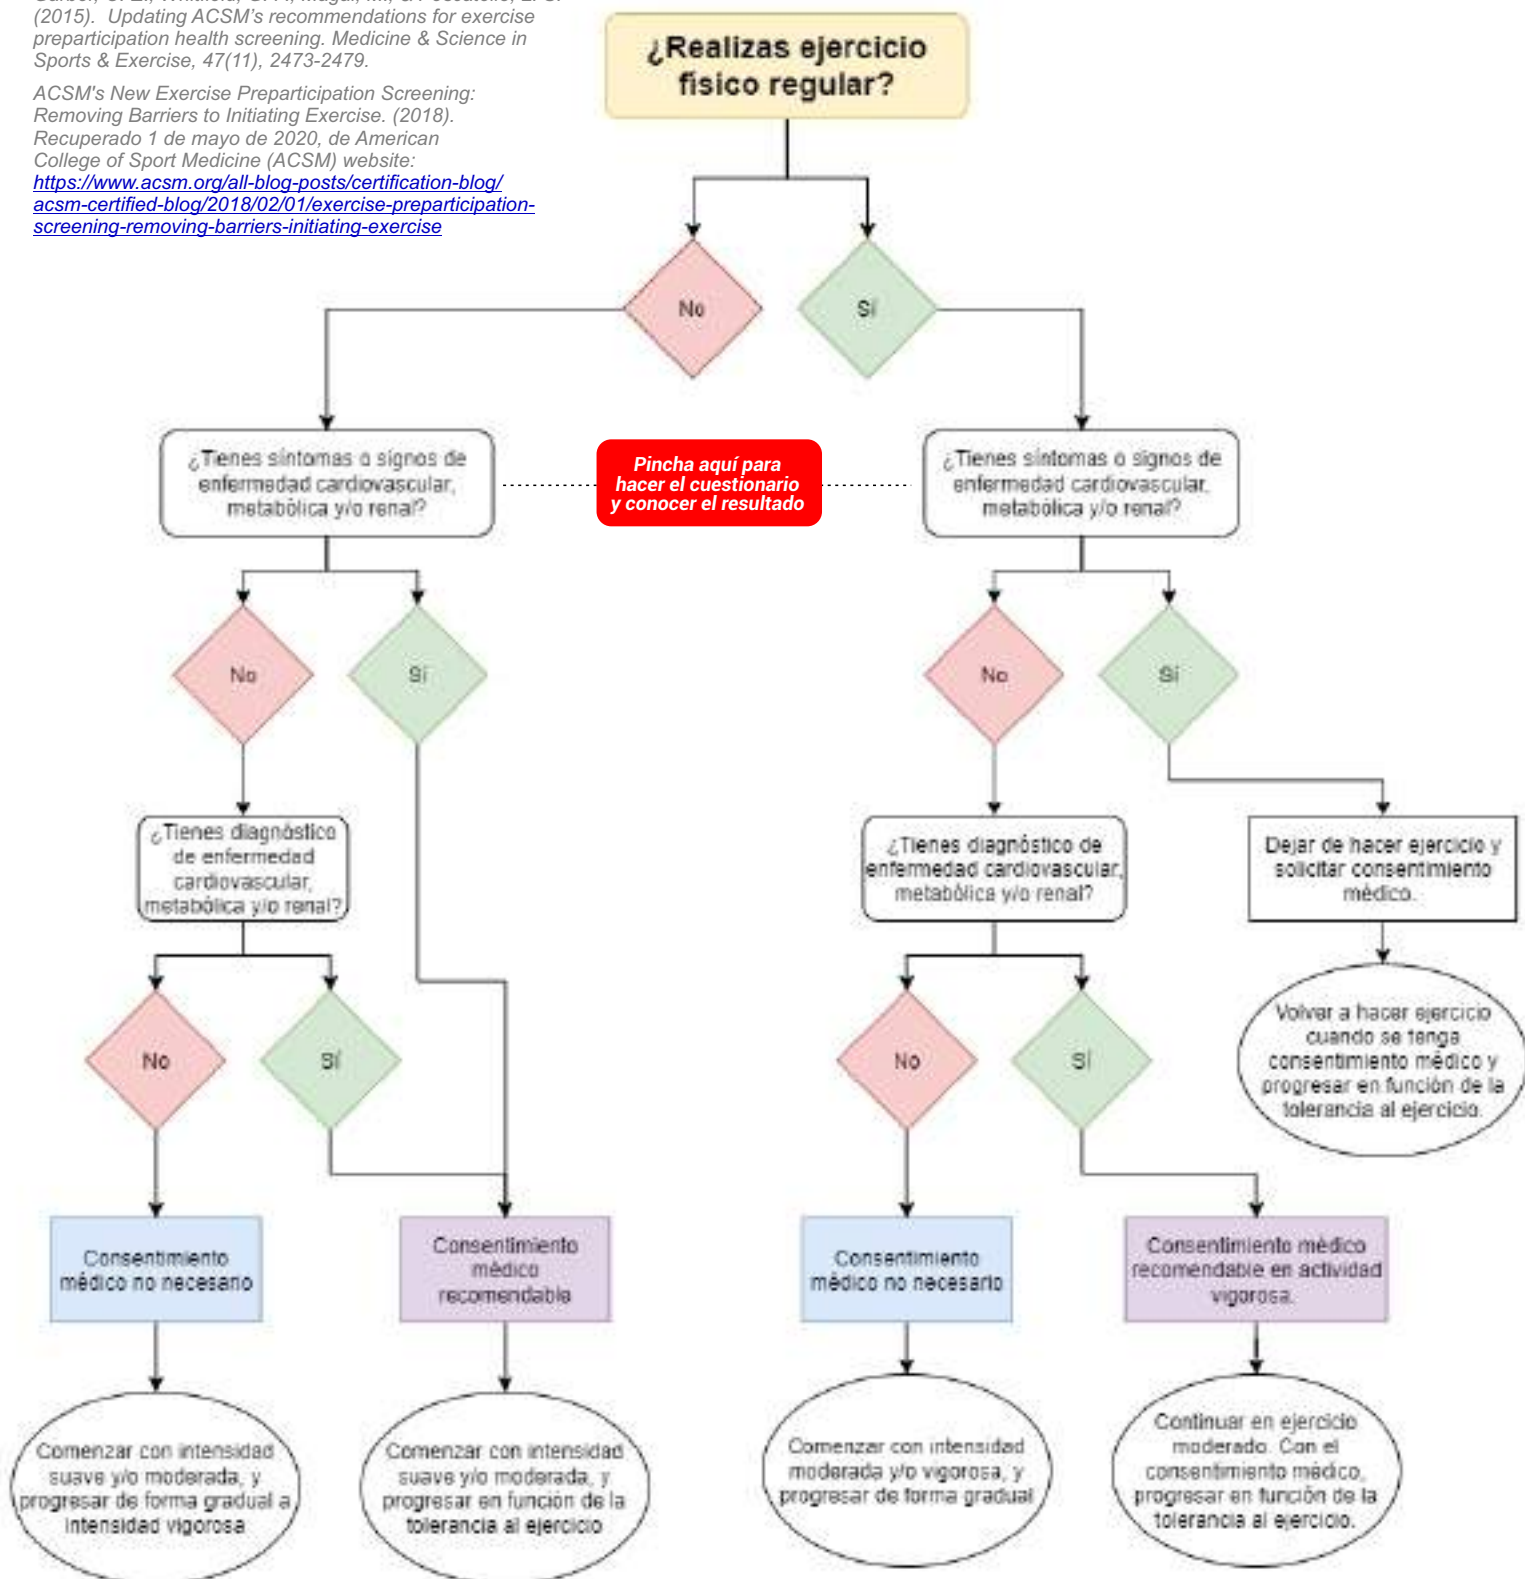 (2015). Updating ACSM's recommendations for exercise
preparticipation health screening. Medicine & Science in
Sports & Exercise, 47(11), 2473-2479.
ACSM's New Exercise Preparticipation Screening:
Removing Barriers to Initiating Exercise. (2018).
Recuperado 1 de mayo de 2020, de American
College of Sport Medicine (ACSM) website:
https://www.acsm.org/all-blog-posts/certification-blog/
acsm-certified-blog/2018/02/01/exercise-preparticipation-
screening-removing-barriers-initiating-exercise
¿Realizas ejercicio
físico regular?
No
Sí
¿Tienes síntomas o signos de
enfermedad cardiovascular,
metabólica y/o renal?
Pincha aquí para
hacer el cuestionario
y conocer el resultado
¿Tienes síntomas o signos de
enfermedad cardiovascular,
metabólica y/o renal?
No
Sí
No
Sí
¿Tienes diagnóstico
de enfermedad
cardiovascular,
metabólica y/o renal?
¿Tienes diagnóstico de
enfermedad cardiovascular,
metabólica y/o renal?
Dejar de hacer ejercicio y
solicitar consentimiento
médico.
No
Sí
No
Sí
Volver a hacer ejercicio
cuando se tenga
consentimiento médico y
progresar en función de la
tolerancia al ejercicio.
Consentimiento
médico no necesario
Consentimiento
médico
recomendable
Consentimiento
médico no necesario
Consentimiento médico
recomendable en actividad
vigorosa.
Comenzar con intensidad
suave y/o moderada, y
progresar de forma gradual a
intensidad vigorosa
Comenzar con intensidad
suave y/o moderada, y
progresar en función de la
tolerancia al ejercicio
Comenzar con intensidad
moderada y/o vigorosa, y
progresar de forma gradual
Continuar en ejercicio
moderado. Con el
consentimiento médico,
progresar en función de la
tolerancia al ejercicio.